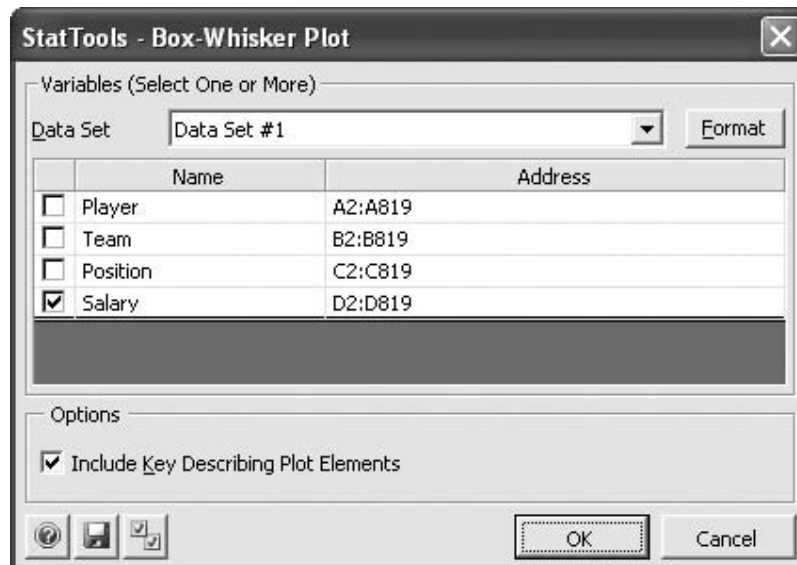 StatTools - Box-Whisker Plot
Variables (Select One or More)
Data Set Data Set #1 Format
Name Address
Player A2:A819
Team B2:B819
Position C2:C819
Salary D2:D819
Options
Include Key Describing Plot Elements
OK Cancel